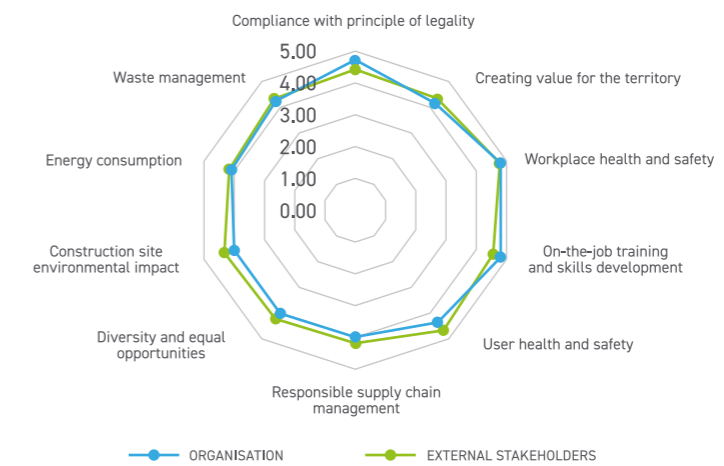 Compliance with principle of legality
5.00
4.00
3.00
2.00
1.00
0.00
Creating value for the territory
Workplace health and safety
On-the-job training
and skills development
User health and safety
Responsible supply chain
management
Diversity and equal
opportunities
Construction site
environmental impact
Energy consumption
Waste management
ORGANISATION
EXTERNAL STAKEHOLDERS